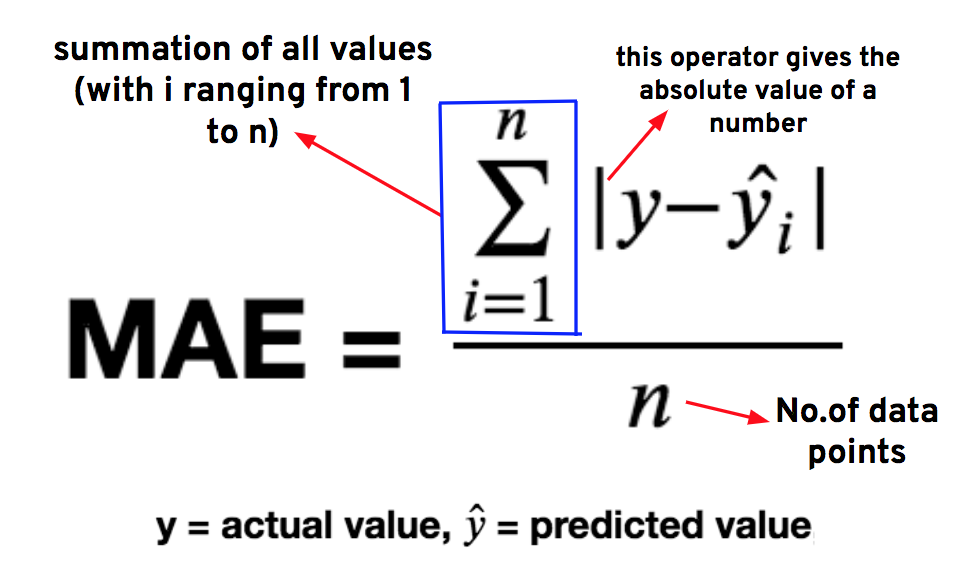 summation of all values
(with i ranging from 1
to n)
this operator gives the
absolute value of a
number
n
∑ |y−ŷᵢ|
i=1
MAE =
n
No.of data
points
y = actual value, ŷ = predicted value